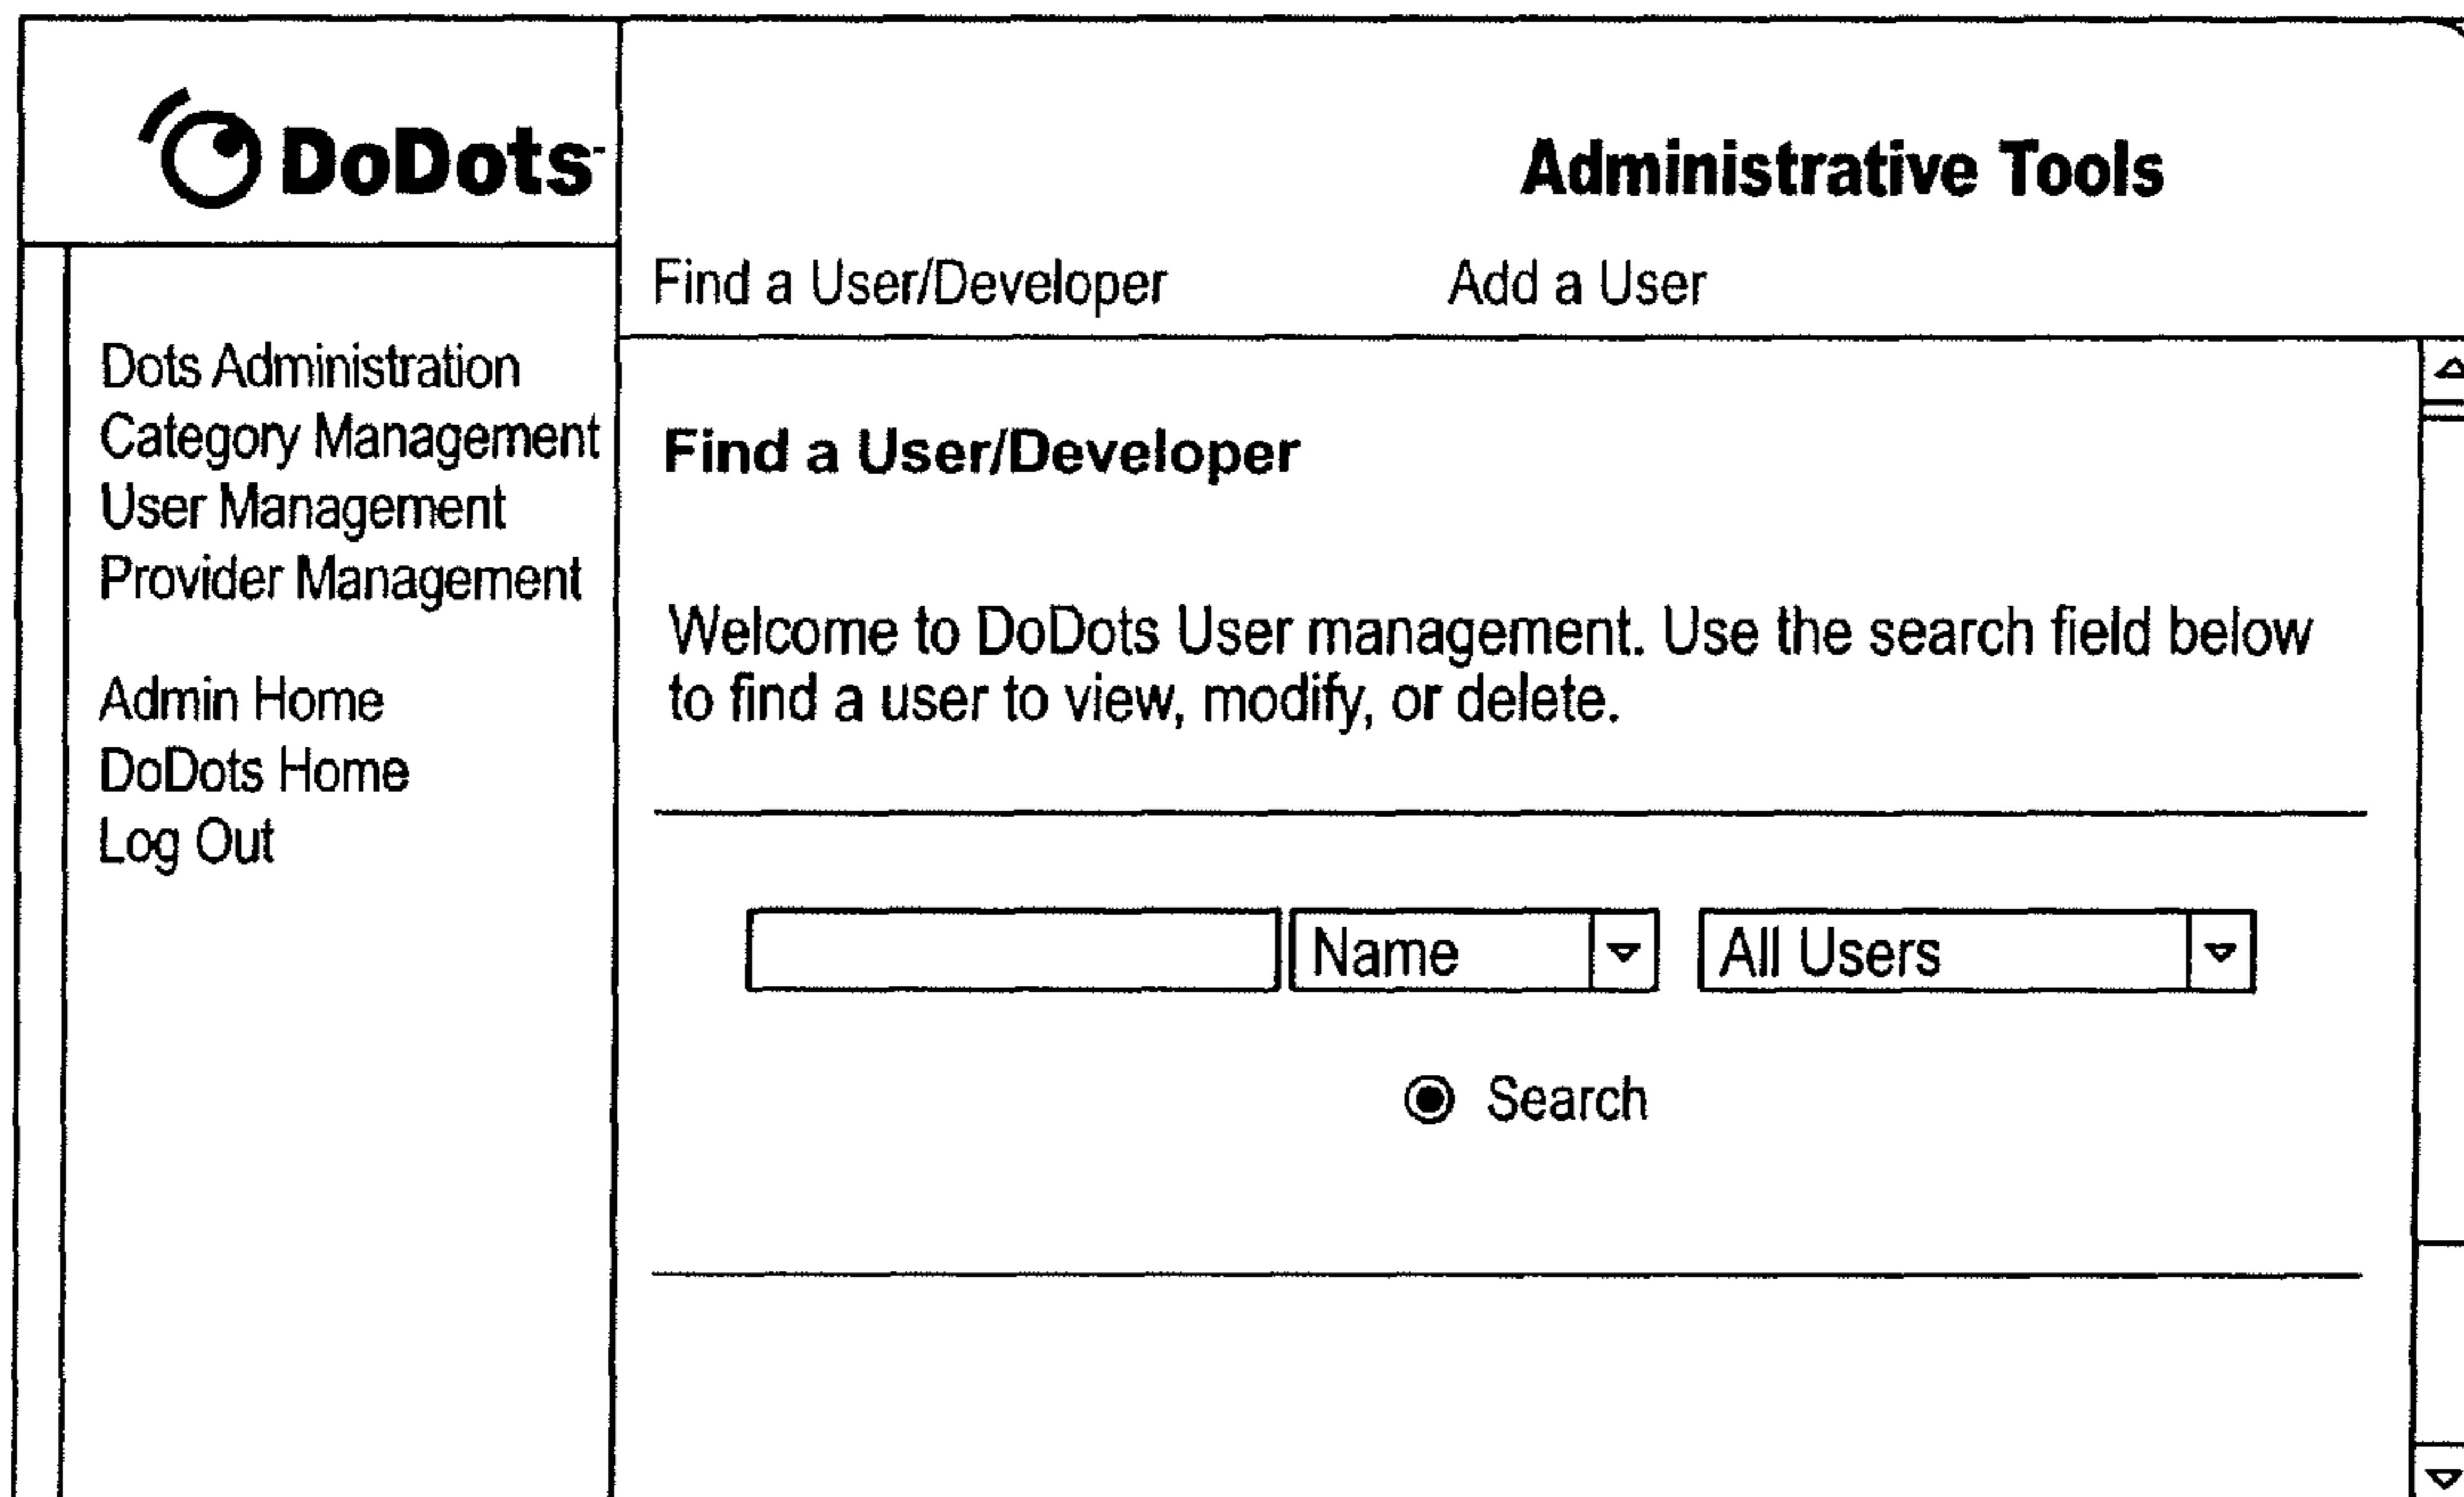 DoDots
Administrative Tools
Find a User/Developer
Add a User
Dots Administration
Category Management
User Management
Provider Management
Admin Home
DoDots Home
Log Out
Find a User/Developer
Welcome to DoDots User management. Use the search field below
to find a user to view, modify, or delete.
Name
All Users
Search